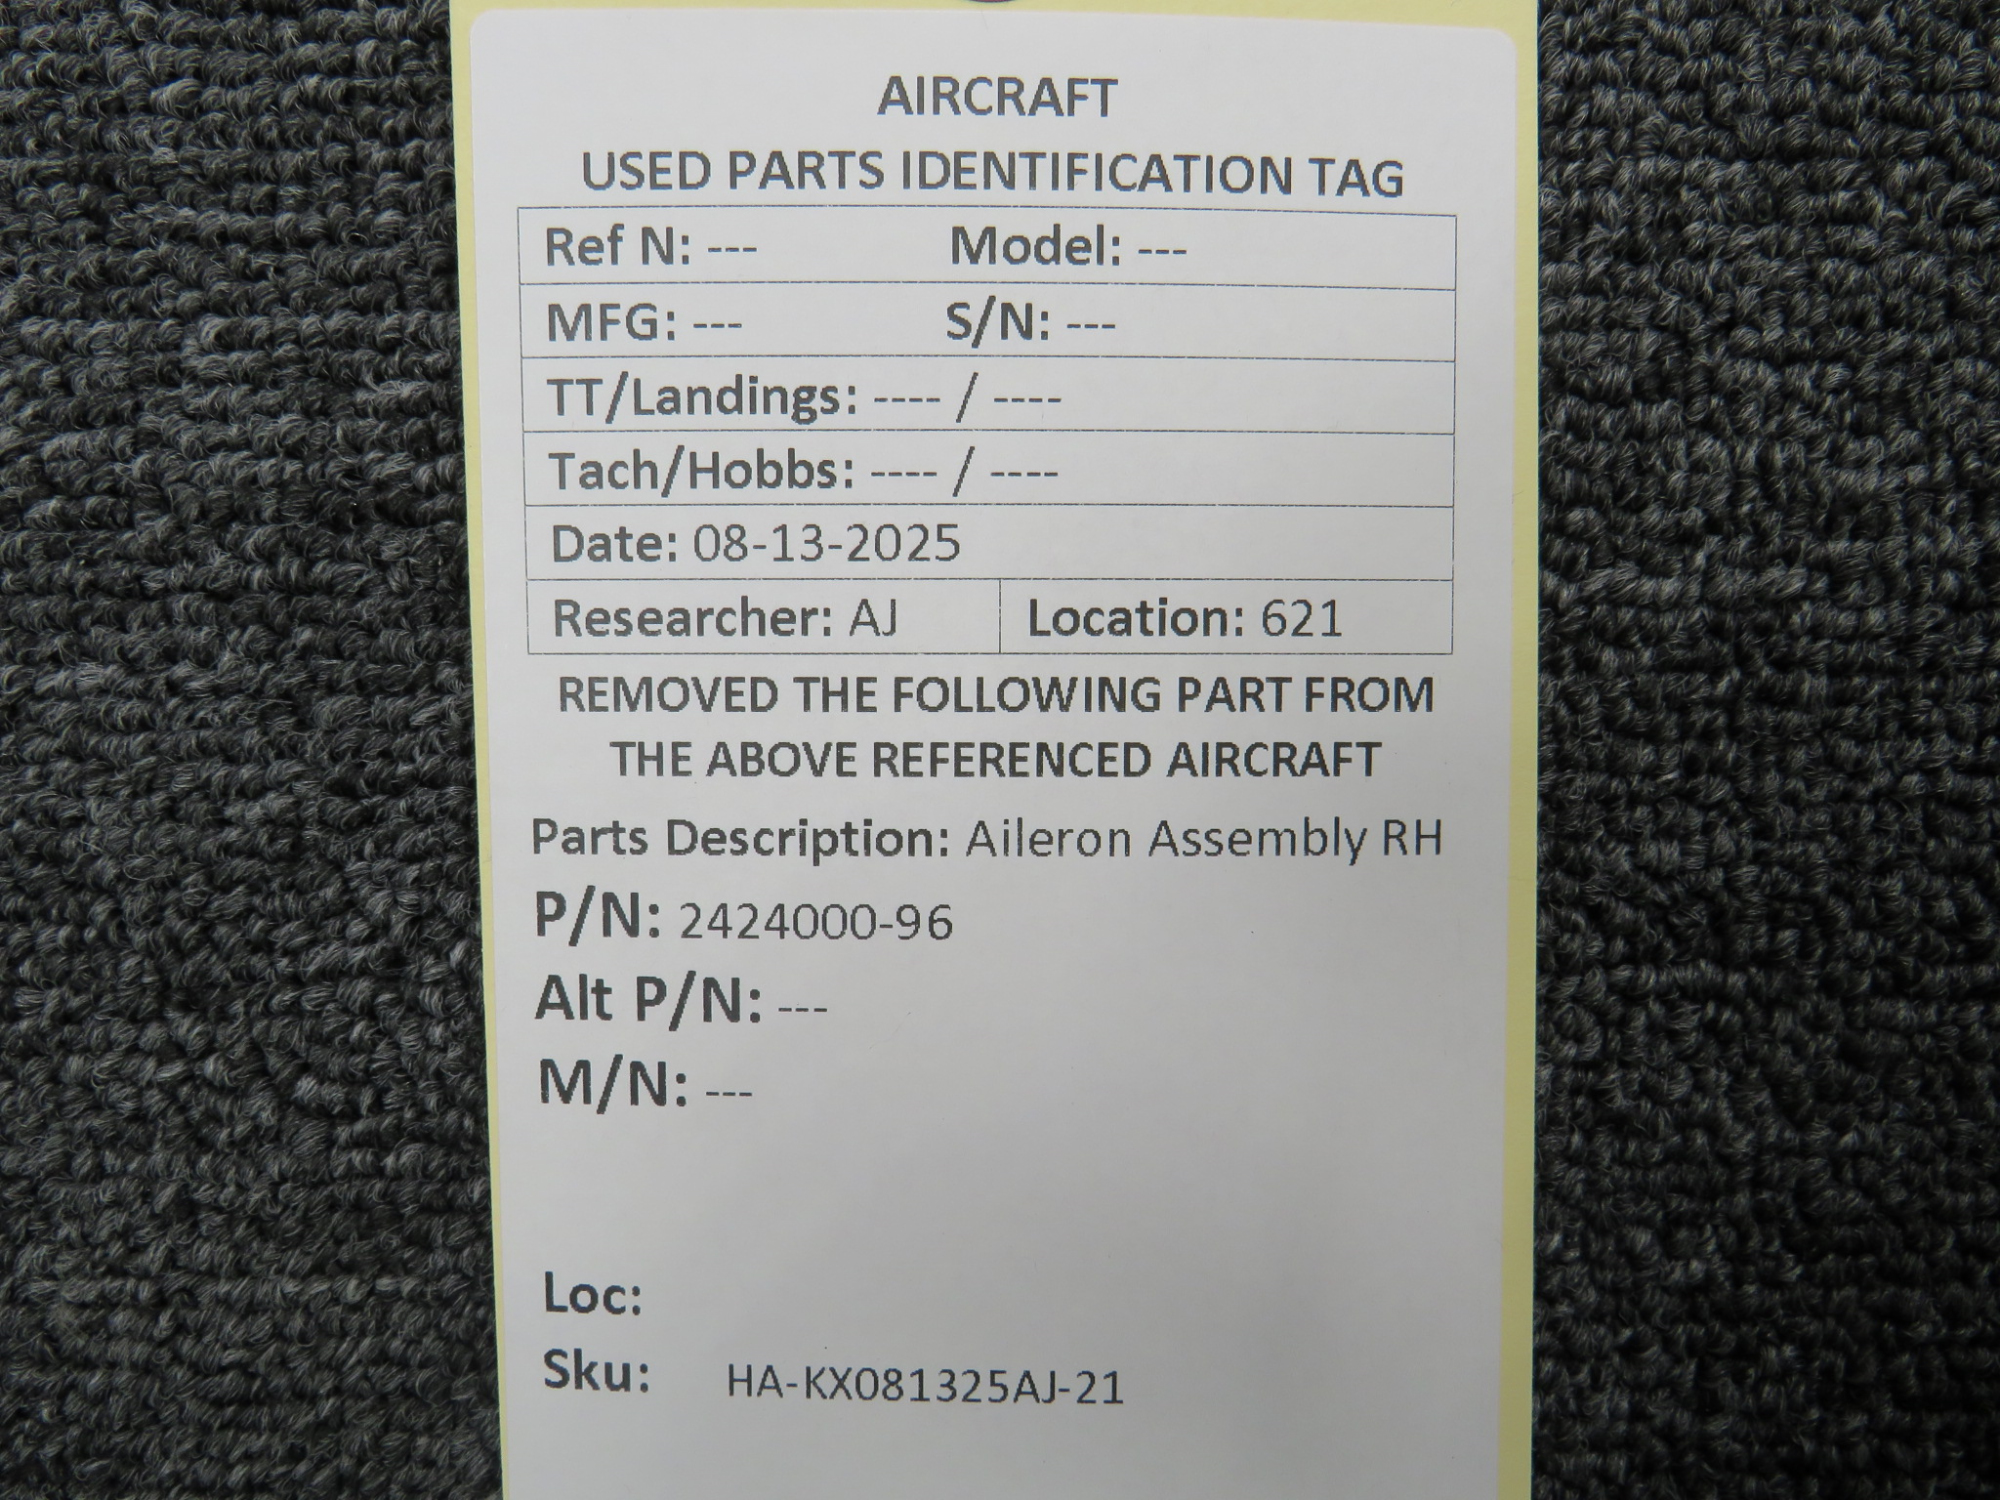 AIRCRAFT
USED PARTS IDENTIFICATION TAG
Ref N: --- Model: ---
MFG: --- S/N: ---
TT/Landings: ---- / ----
Tach/Hobbs: ---- / ----
Date: 08-13-2025
Researcher: AJ Location: 621
REMOVED THE FOLLOWING PART FROM
THE ABOVE REFERENCED AIRCRAFT
Parts Description: Aileron Assembly RH
P/N: 2424000-96
Alt P/N: ---
M/N: ---
Loc:
Sku: HA-KX081325AJ-21